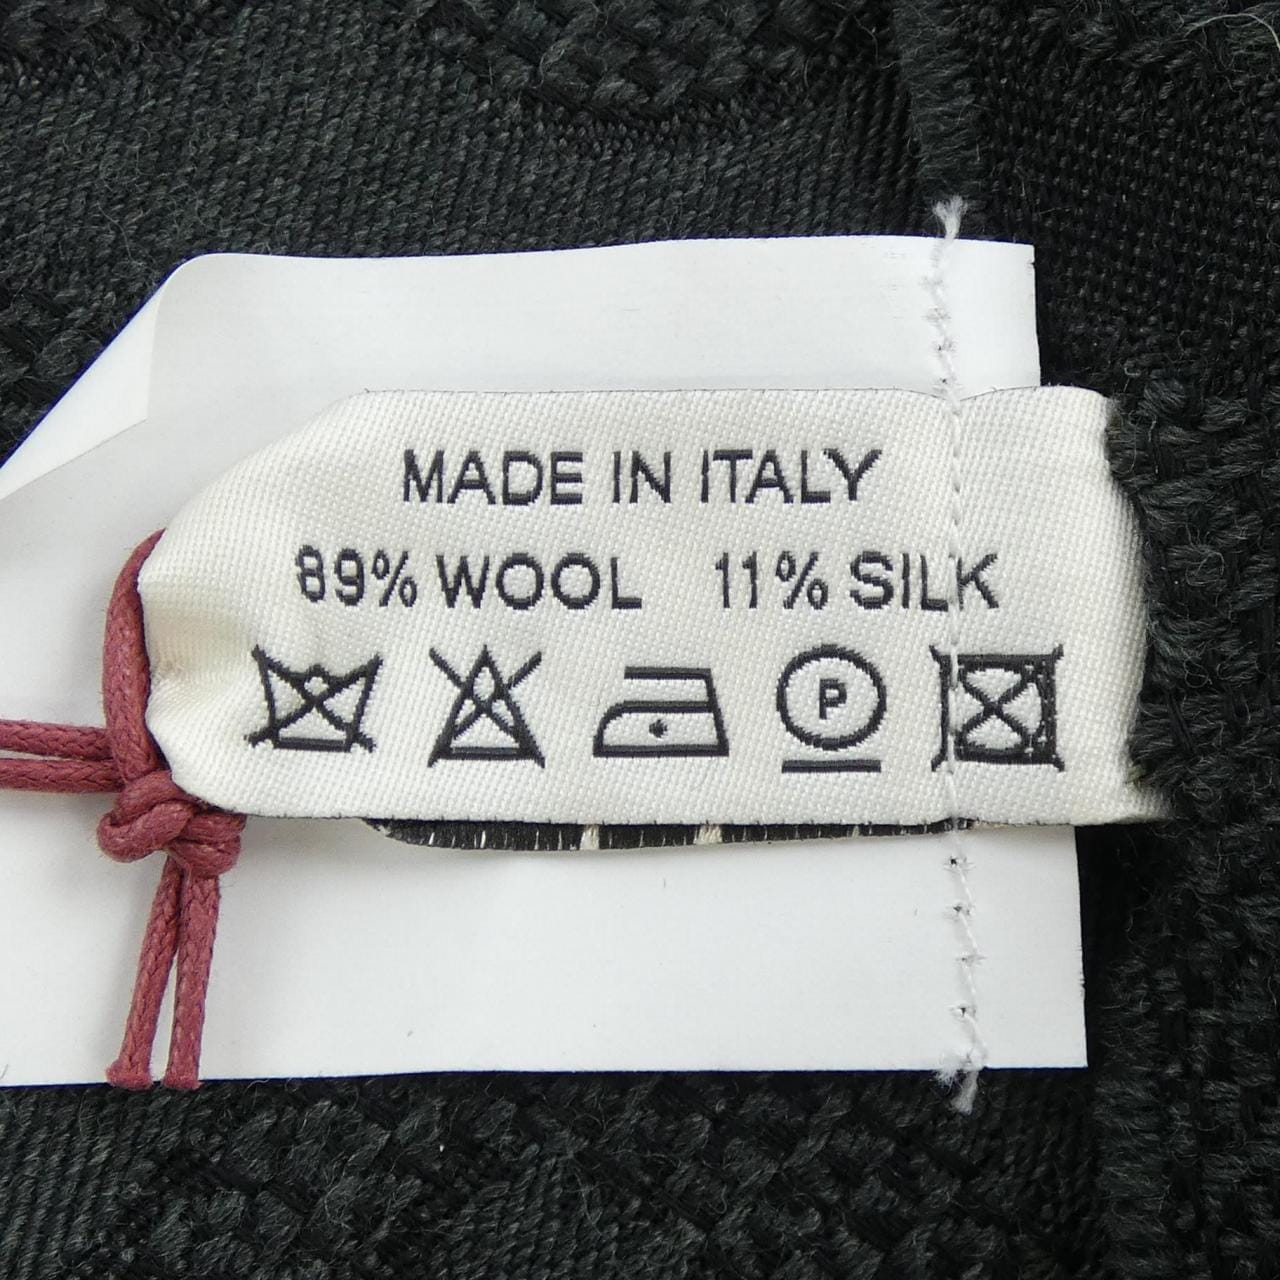 MADE IN ITALY
89% WOOL 11% SILK
P